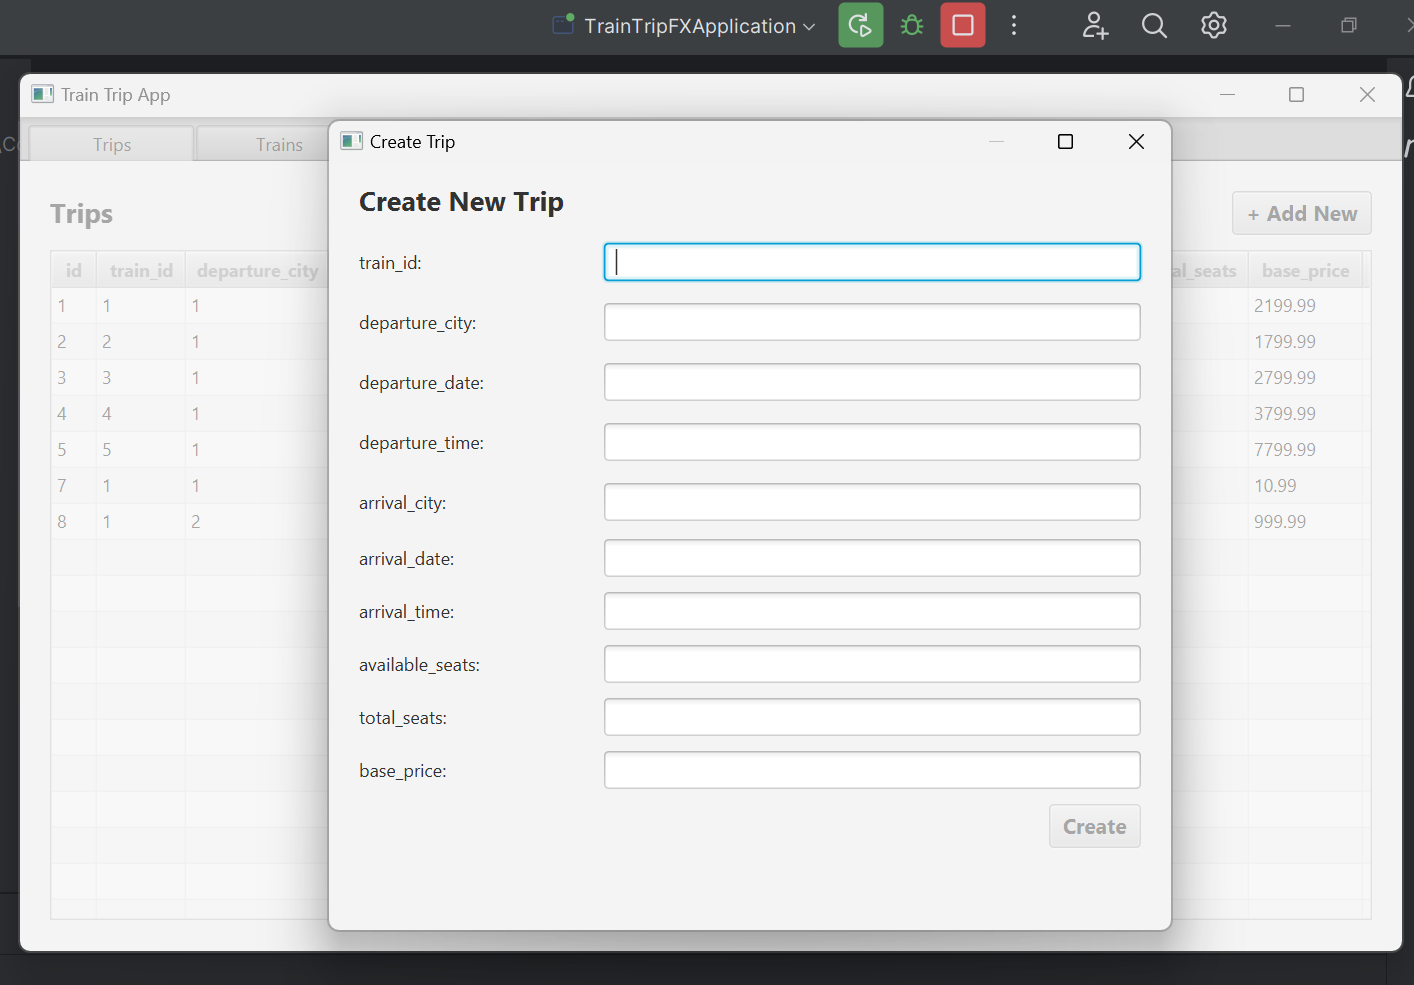 TrainTripFXApplication
Train Trip App
Trips
Trains
Create Trip
Create New Trip
Trips
+ Add New
id train_id departure_city
base_price
1 1 1 2199.99
2 2 1 1799.99
3 3 1 2799.99
4 4 1 3799.99
5 5 1 7799.99
7 1 1 10.99
8 1 2 999.99
train_id:
departure_city:
departure_date:
departure_time:
arrival_city:
arrival_date:
arrival_time:
available_seats:
total_seats:
base_price:
Create